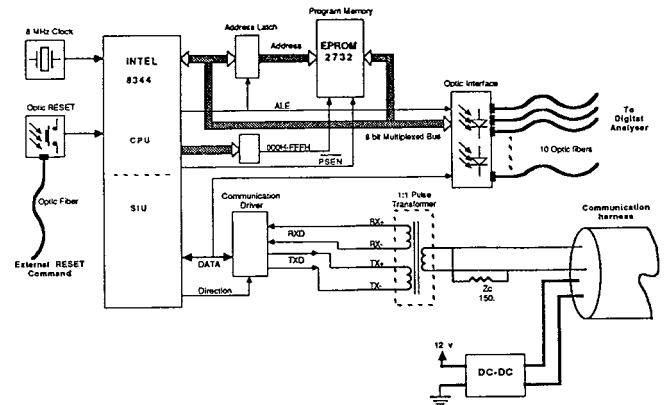 Program Memory
8 MHz Clock
Address Latch
EPROM
2732
INTEL
8344
Address
Optic Interface
Optic RESET
ALE
To
Digital
Analyser
CPU
8 bit Multiplexed Bus
000H-FFFH
PSEN
10 Optic fibers
SIU
Optic Fiber
Communication
Driver
1:1 Pulse
Transformer
Communication
harness
RX+
RXD
RX-
External RESET
Command
DATA
TX+
TXD
TX-
Direction
Zc
150.
12 v
DC-DC